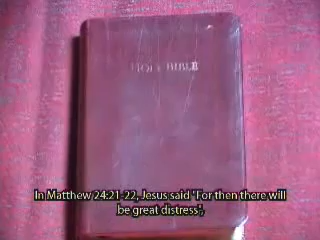 HOLY BIBLE
In Matthew 24:21-22, Jesus said "For then there will
be great distress",